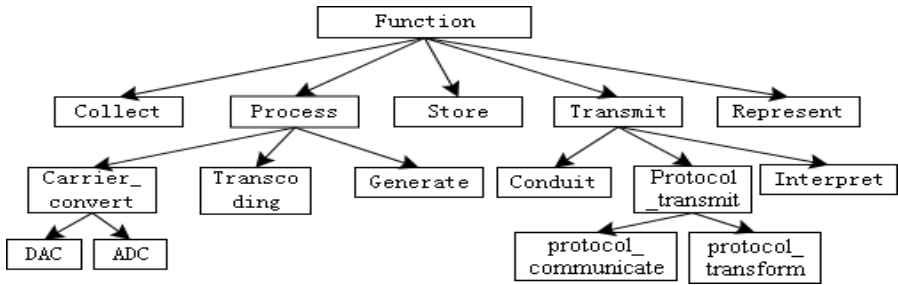 Function
Collect
Process
Store
Transmit
Represent
Carrier_
convert
Transco
ding
Generate
Conduit
Protocol
_transmit
Interpret
DAC
ADC
protocol_
communicate
protocol_
transform